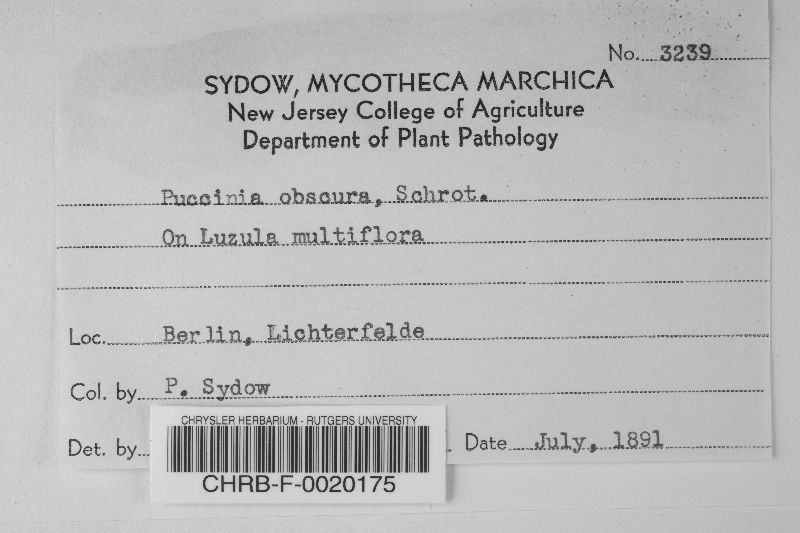 No. 3239
SYDOW, MYCOTHECA MARCHICA
New Jersey College of Agriculture
Department of Plant Pathology
Puccinia obscura, Schrot.
On Luzula multiflora
Loc. Berlin, Lichterfelde
Col. by P. Sydow
Det. by
Date July, 1891
CHRYSLER HERBARIUM - RUTGERS UNIVERSITY
CHRB-F-0020175